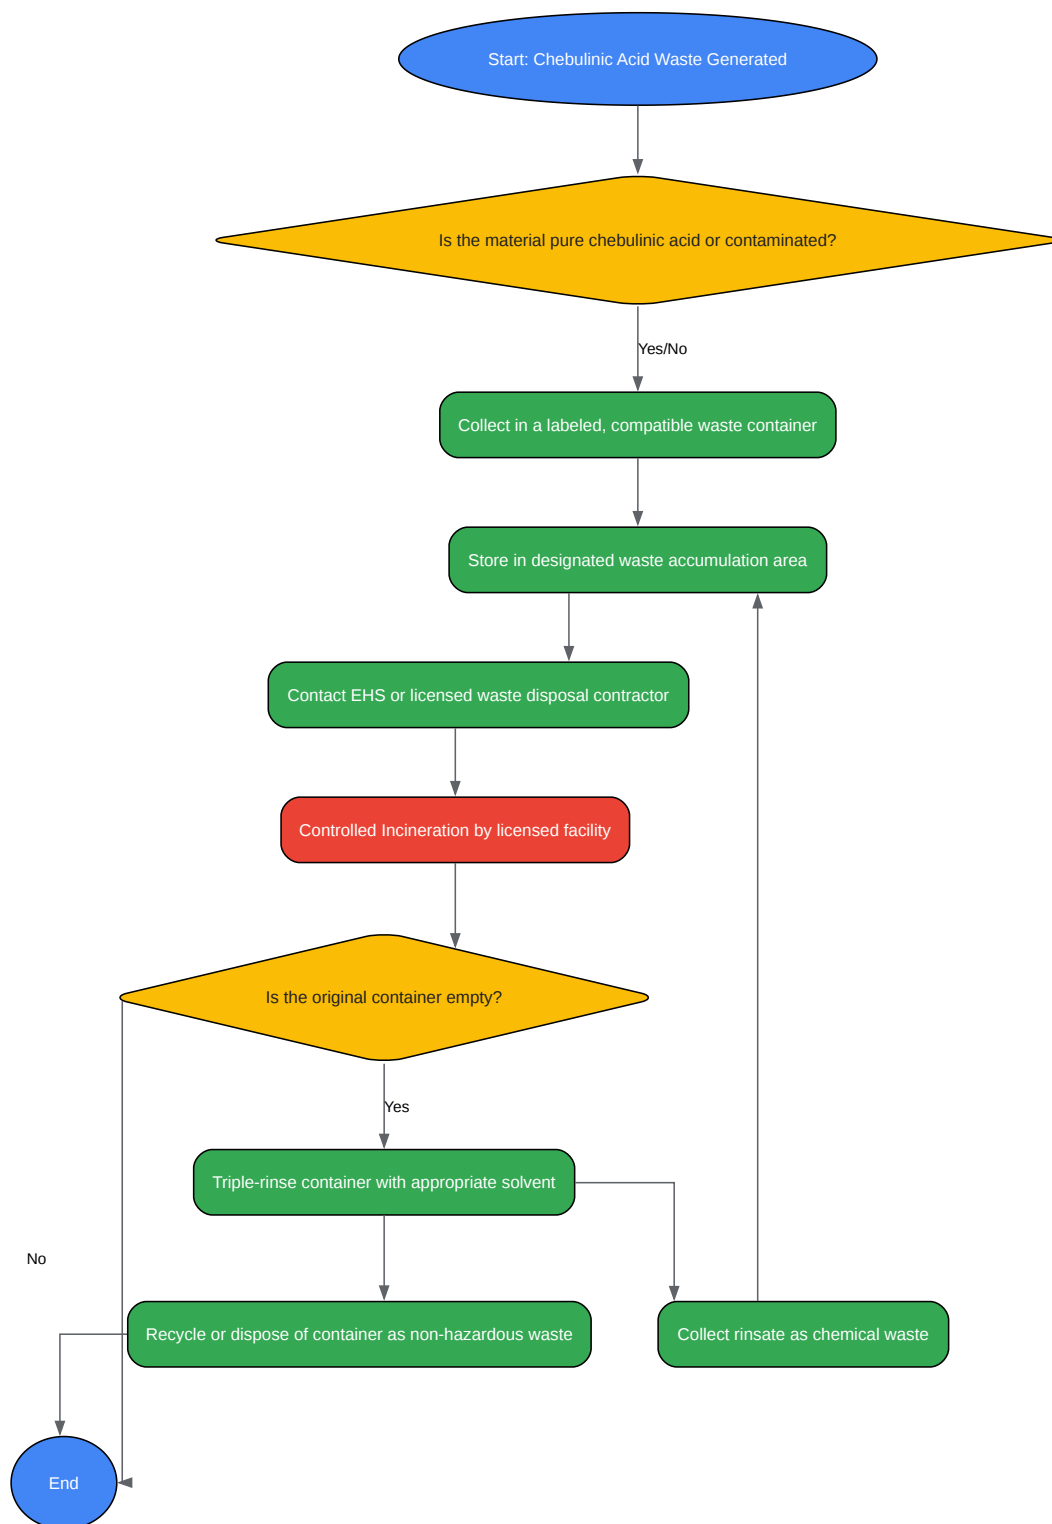 Start: Chebulinic Acid Waste Generated
Is the material pure chebulinic acid or contaminated?
Yes/No
Collect in a labeled, compatible waste container
Store in designated waste accumulation area
Contact EHS or licensed waste disposal contractor
Controlled Incineration by licensed facility
Is the original container empty?
Yes
Triple-rinse container with appropriate solvent
No
Recycle or dispose of container as non-hazardous waste
Collect rinsate as chemical waste
End